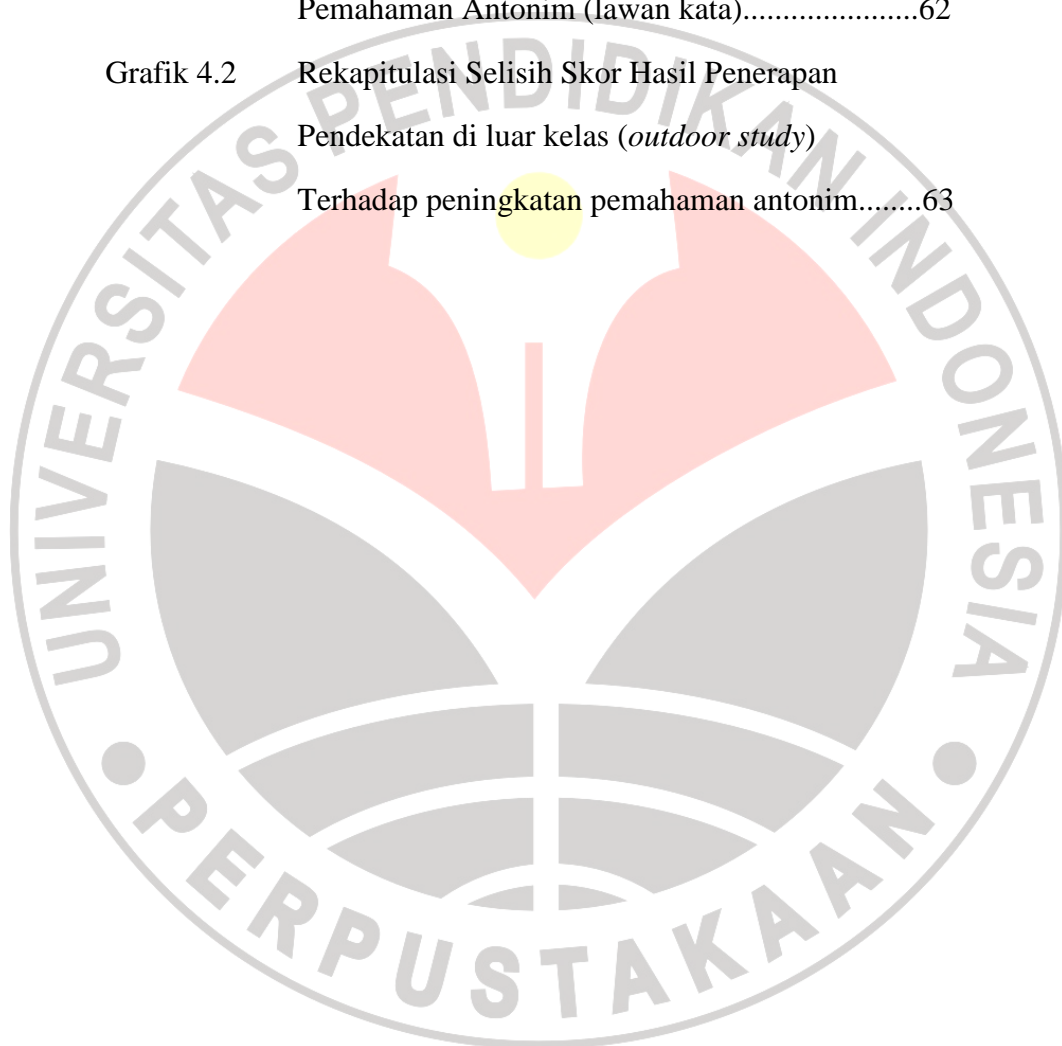 Pemahaman Antonim (lawan kata)......................62
Grafik 4.2 Rekapitulasi Selisih Skor Hasil Penerapan
Pendekatan di luar kelas (outdoor study)
Terhadap peningkatan pemahaman antonim........63
UNIVERSITAS PENDIDIKAN INDONESIA
PERPUSTAKAAN